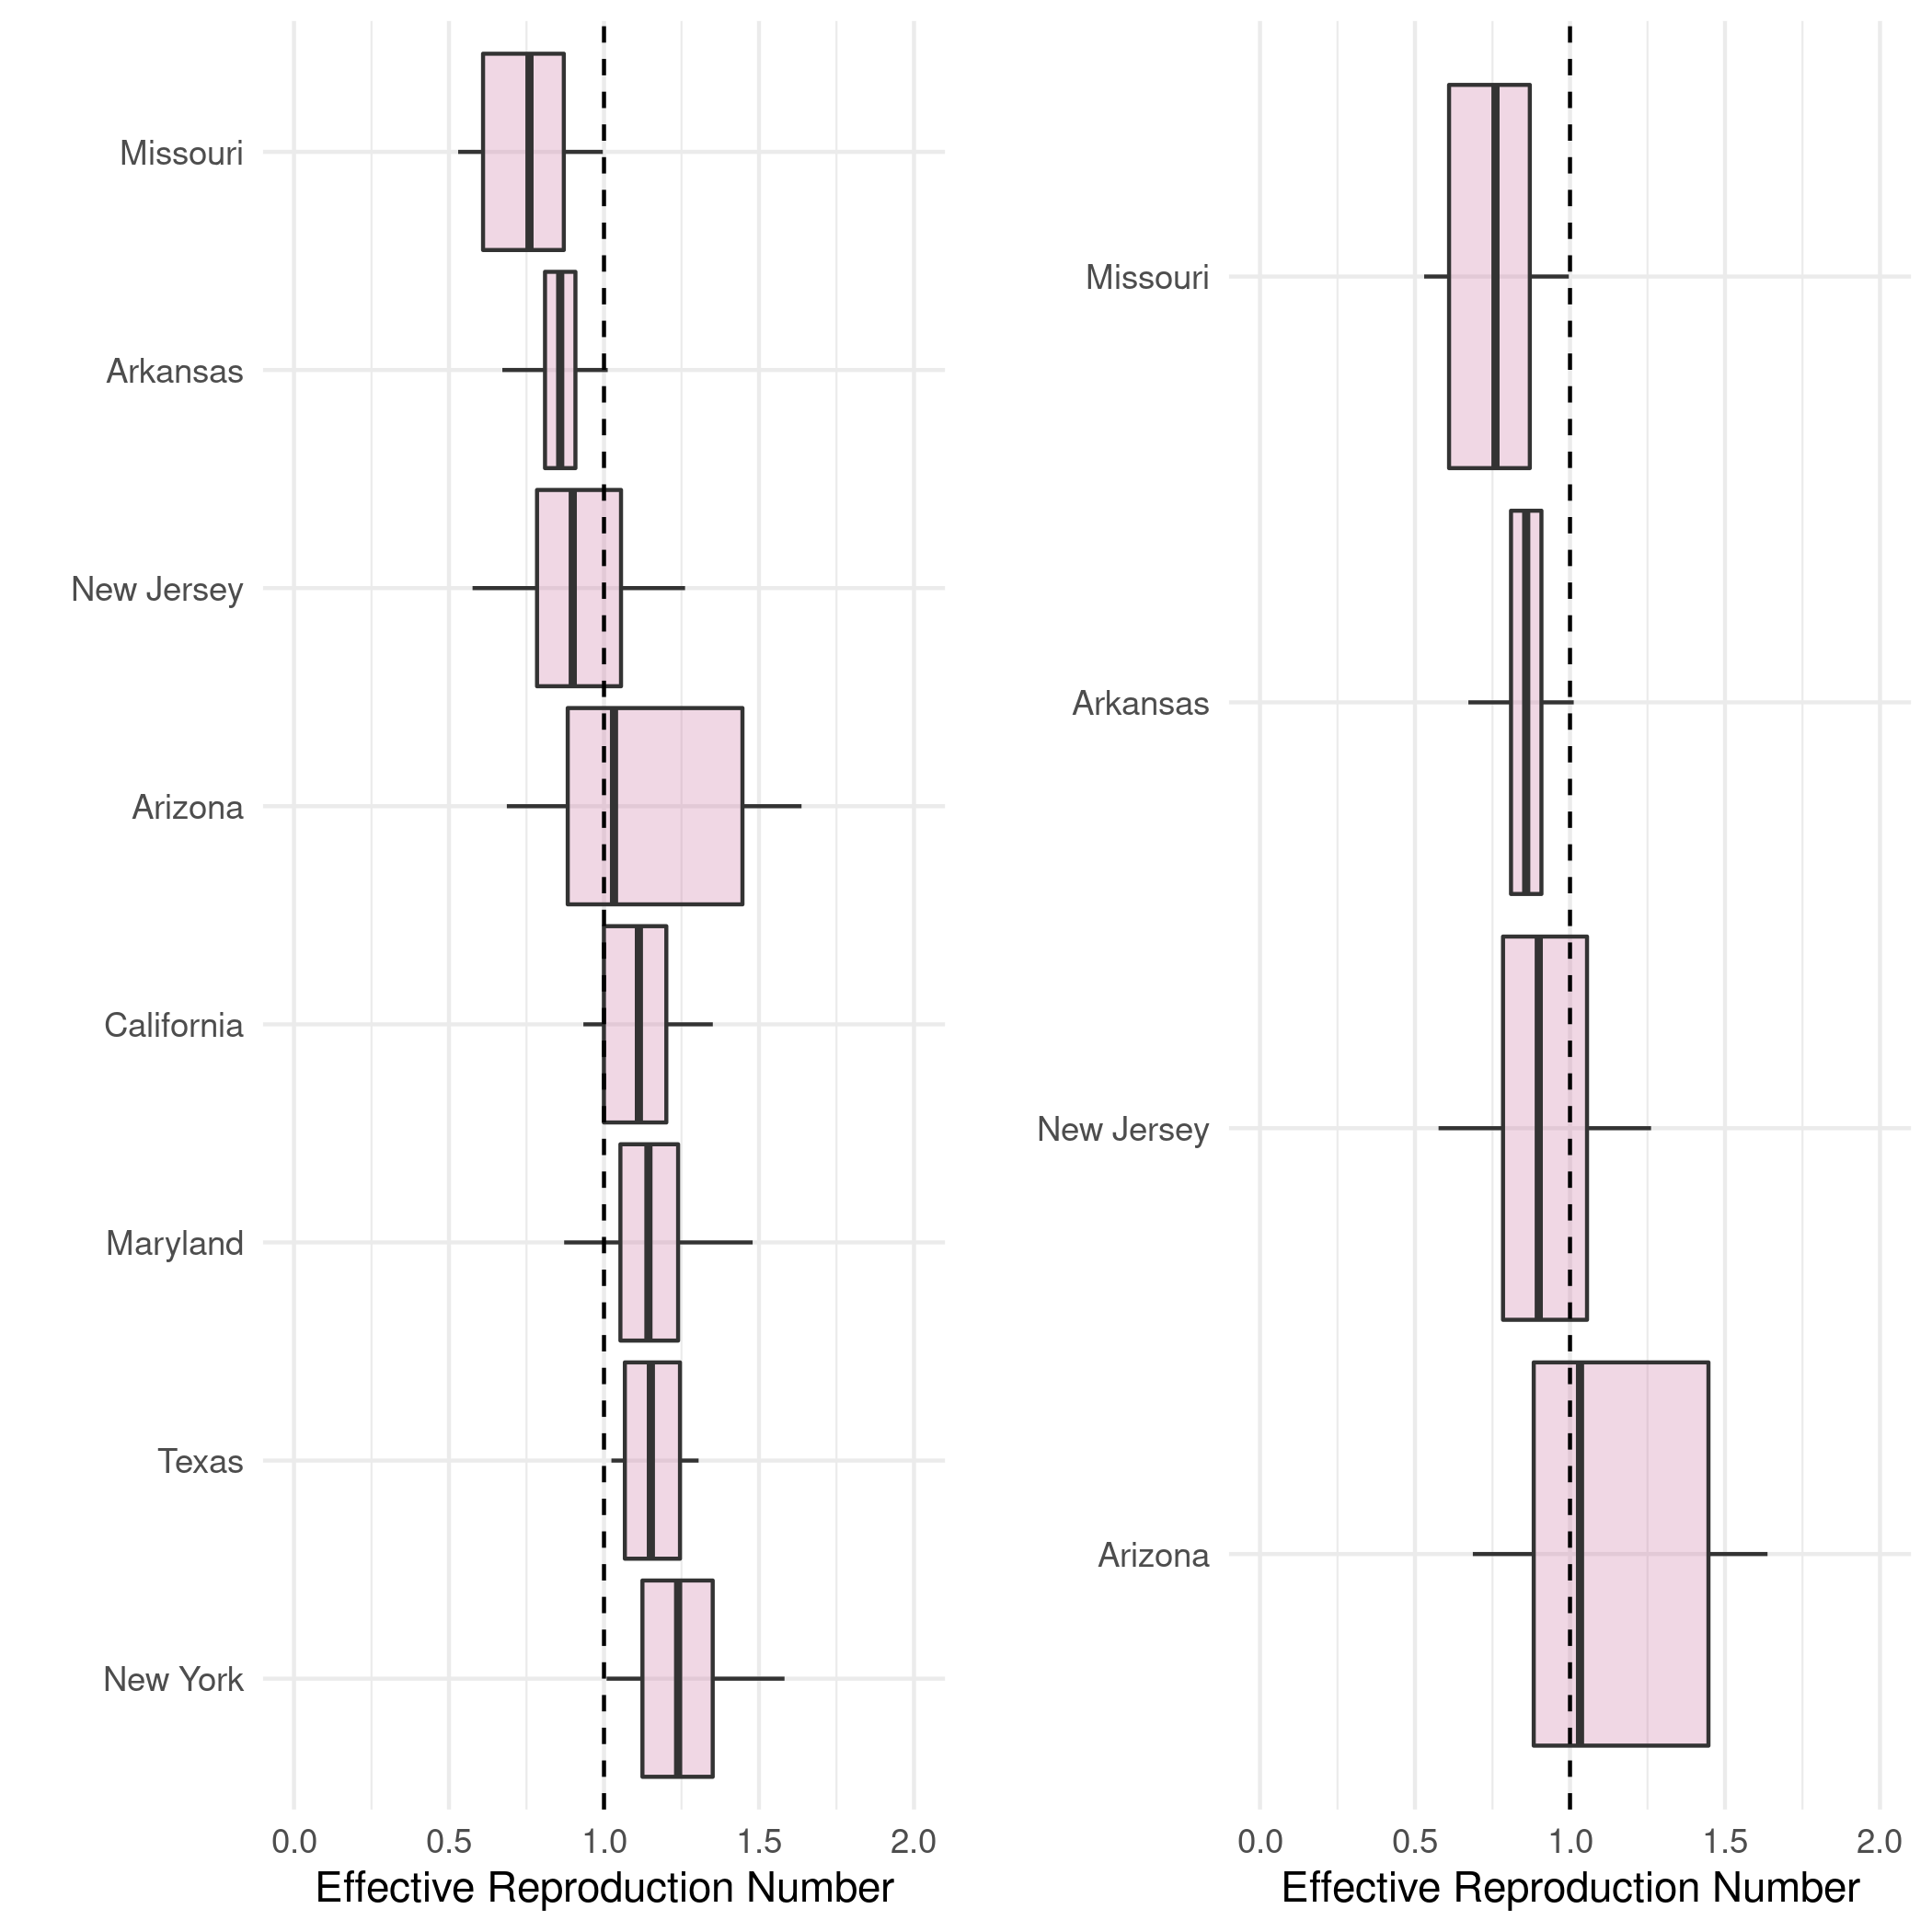 Missouri
Arkansas
New Jersey
Arizona
California
Maryland
Texas
New York
0.0 0.5 1.0 1.5 2.0
Effective Reproduction Number
Missouri
Arkansas
New Jersey
Arizona
0.0 0.5 1.0 1.5 2.0
Effective Reproduction Number